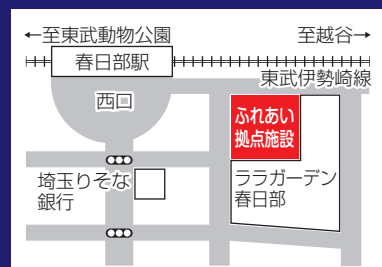 ←至東武動物公園
至越谷→
春日部駅
東武伊勢崎線
西口
ふれあい
拠点施設
埼玉りそな
銀行
ララガーデン
春日部